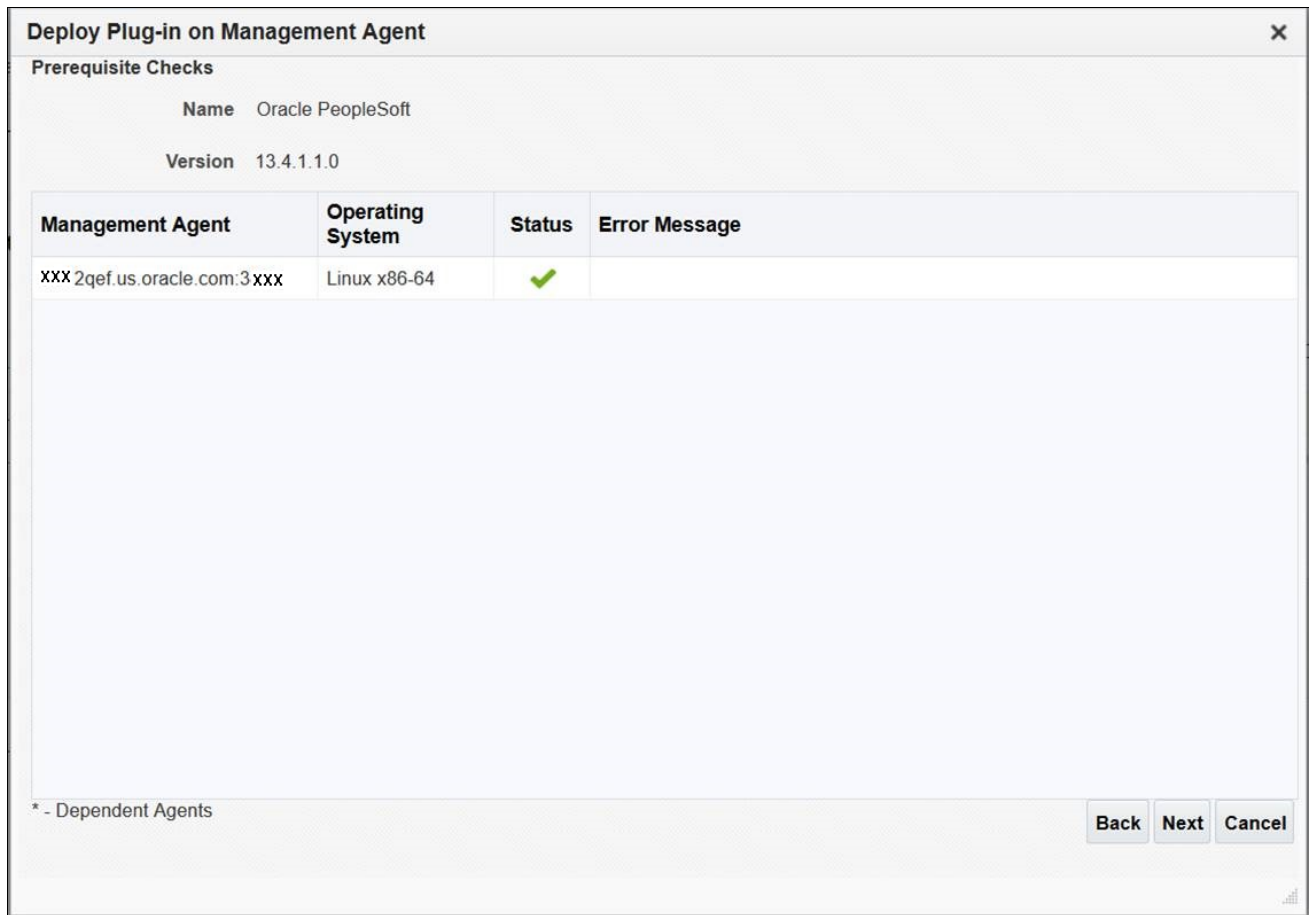 Deploy Plug-in on Management Agent
Prerequisite Checks
Name Oracle PeopleSoft
Version 13.4.1.1.0
Management Agent Operating System Status Error Message
xxx 2qef.us.oracle.com:3 xxx Linux x86-64
* - Dependent Agents
Back Next Cancel